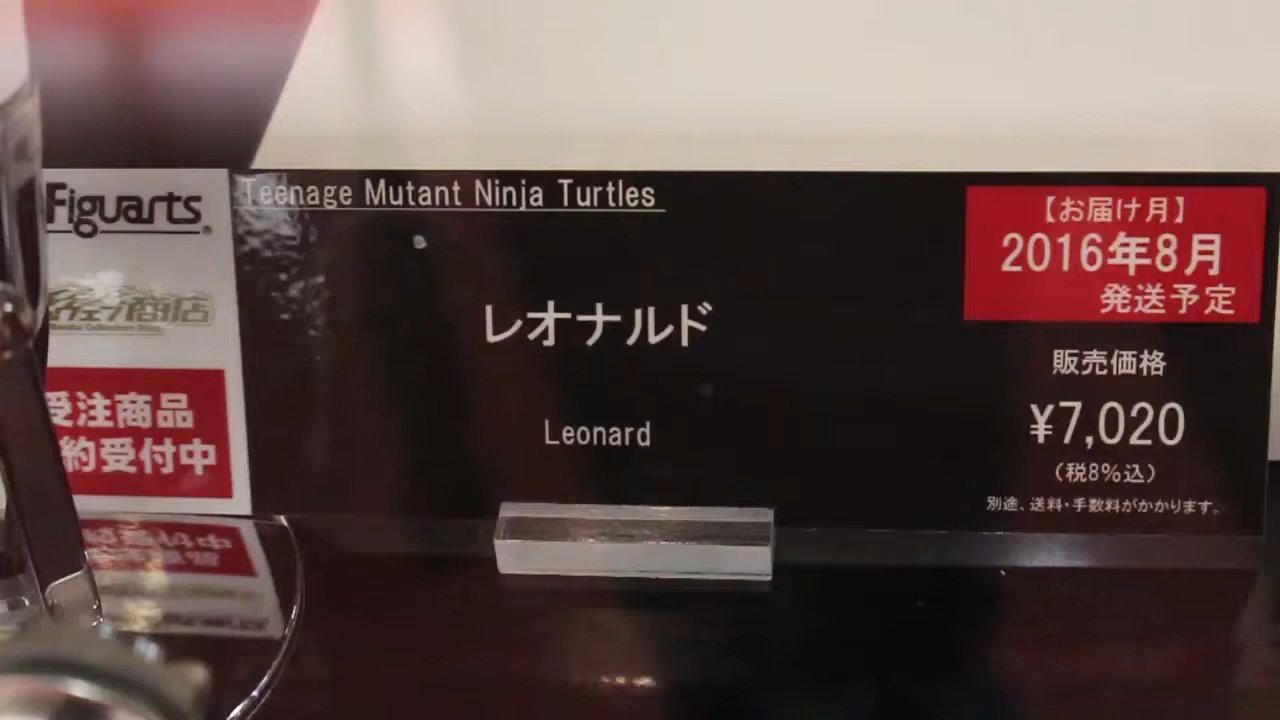 Figuarts
商店
受注商品
約受付中
Teenage Mutant Ninja Turtles
レオナルド
Leonard
【お届け月】
2016年8月
発送予定
販売価格
¥7,020
(税8%込)
別途、送料・手数料がかかります。